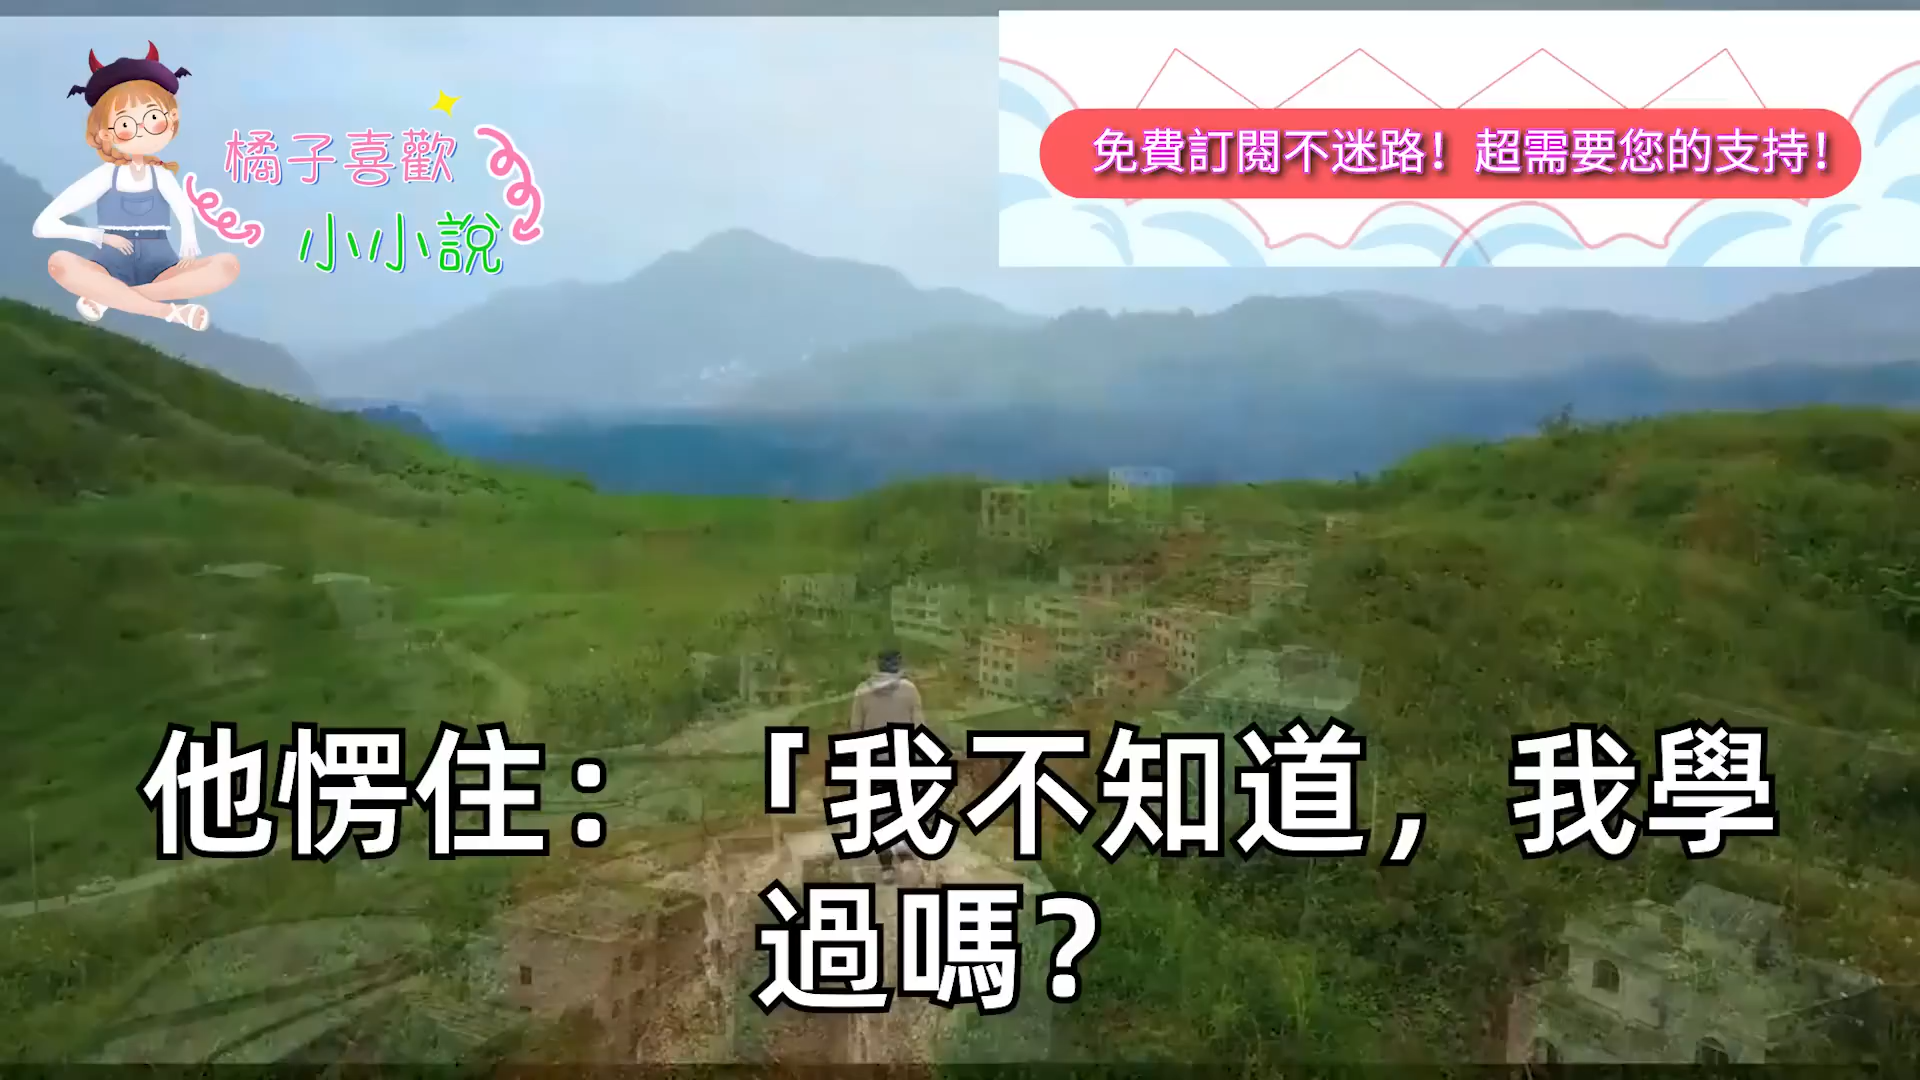 橘子喜歡
小小說
免費訂閱不迷路！超需要您的支持！
他愣住：「我不知道，我學
過嗎？